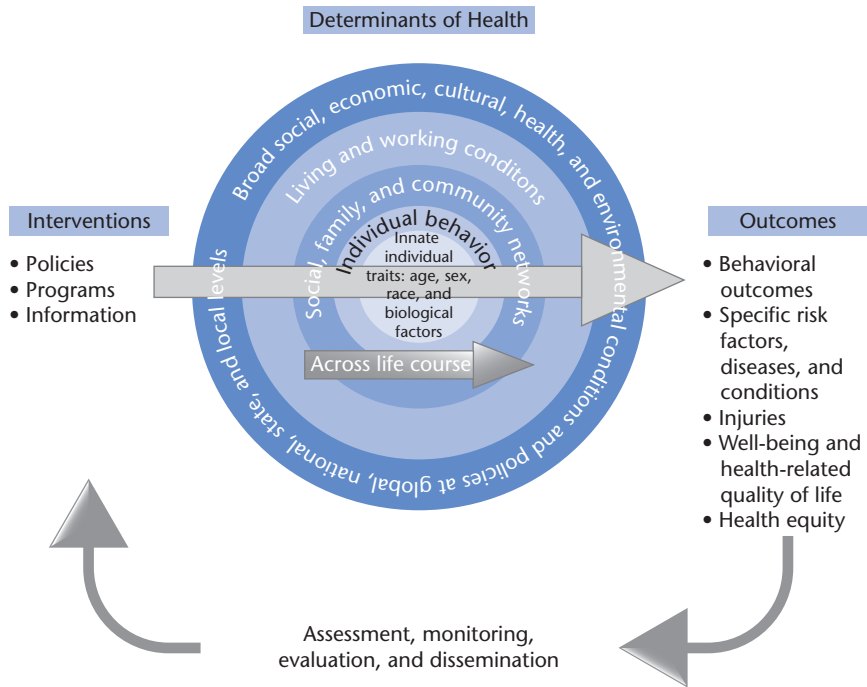 Determinants of Health
Broad social, economic, cultural, health, and environmental conditions and policies at global, national, state, and local levels
Living and working conditons
Social, family, and community networks
Individual behavior
Innate
individual
traits: age, sex,
race, and
biological
factors
Across life course
Interventions
• Policies
• Programs
• Information
Outcomes
• Behavioral
outcomes
• Specific risk
factors,
diseases, and
conditions
• Injuries
• Well-being and
health-related
quality of life
• Health equity
Assessment, monitoring,
evaluation, and dissemination